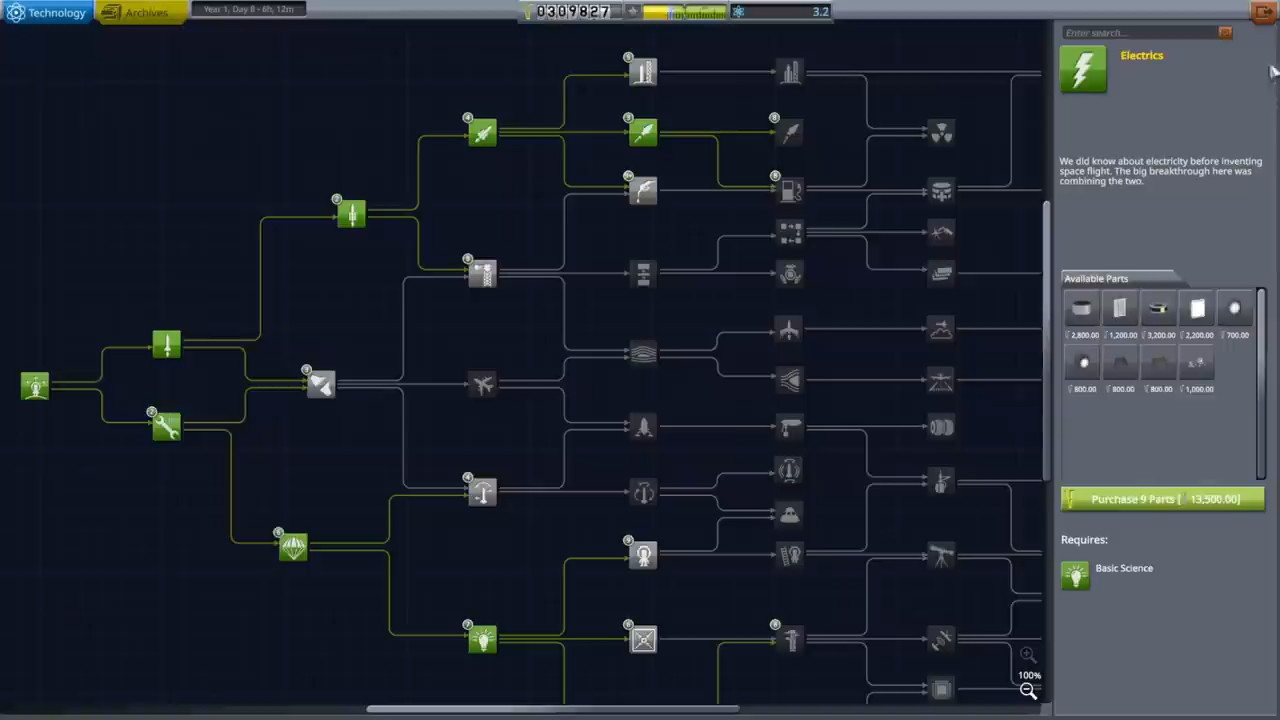 Technology
Archives
Year 1, Day 8 - 6h, 12m
0309827
3.2
Enter search...
Electrics
We did know about electricity before inventing
space flight. The big breakthrough here was
combining the two.
Available Parts
2,800.00 1,200.00 3,200.00 2,200.00 700.00
800.00 800.00 800.00 1,000.00
Purchase 9 Parts [ 13,500.00]
Requires:
Basic Science
100%